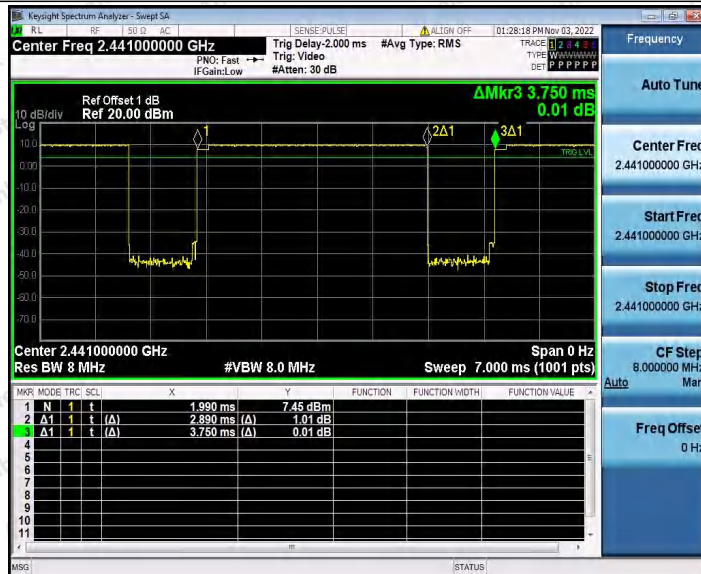 Keysight Spectrum Analyzer - Swept SA
RL RF 50 Ω AC SENSE:PULSE ALIGN OFF 01:28:18 PM Nov 03, 2022
Center Freq 2.441000000 GHz
PNO: Fast
IFGain:Low
Trig Delay-2.000 ms
Trig: Video
#Atten: 30 dB
#Avg Type: RMS
TRACE 1 2 3 4 5 6
TYPE WWWWWW
DET P P P P P P
ΔMkr3 3.750 ms
0.01 dB
Ref Offset 1 dB
10 dB/div Ref 20.00 dBm
Log
1
2Δ1
3Δ1
TRIG LVL
10.0
0.00
-10.0
-20.0
-30.0
-40.0
-50.0
-60.0
-70.0
Center 2.441000000 GHz Span 0 Hz
Res BW 8 MHz #VBW 8.0 MHz Sweep 7.000 ms (1001 pts)
MKR MODE TRC SCL X Y FUNCTION FUNCTION WIDTH FUNCTION VALUE
1 N 1 t 1.990 ms 7.45 dBm
2 Δ1 1 t (Δ) 2.890 ms (Δ) 1.01 dB
3 Δ1 1 t (Δ) 3.750 ms (Δ) 0.01 dB
4
5
6
7
8
9
10
11
MSG STATUS
Frequency
Auto Tune
Center Freq
2.441000000 GHz
Start Freq
2.441000000 GHz
Stop Freq
2.441000000 GHz
CF Step
8.000000 MHz
Auto Man
Freq Offset
0 Hz